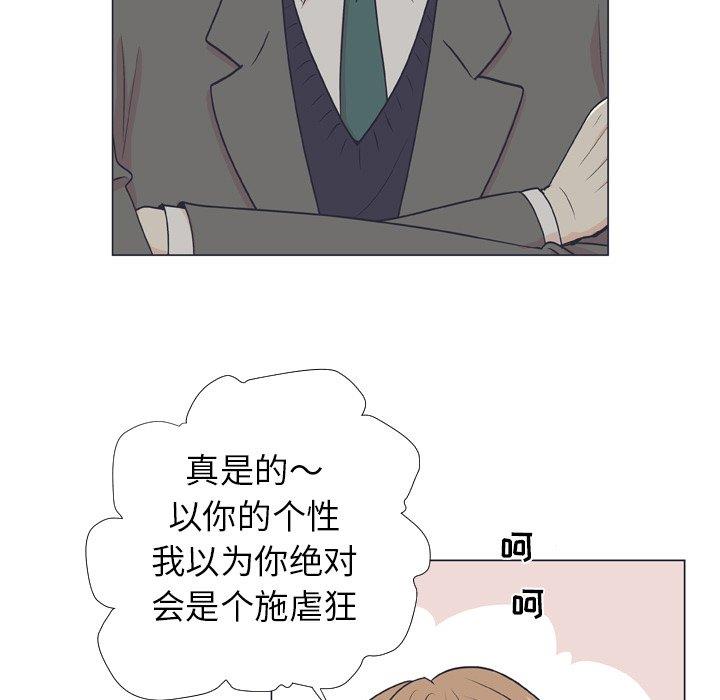 真是的～
以你的个性
我以为你绝对
会是个施虐狂
呵
呵